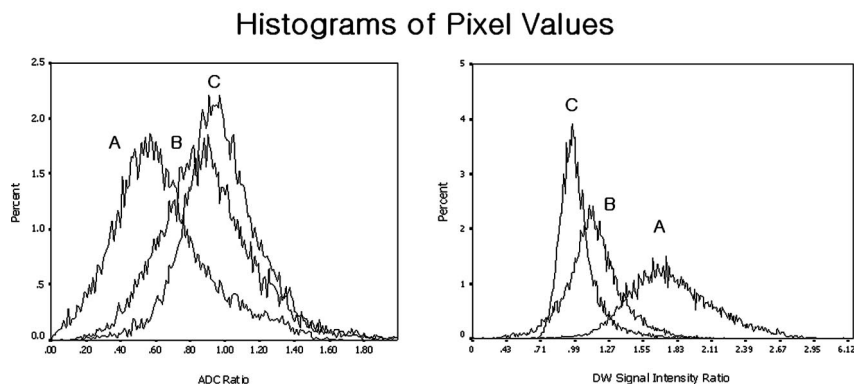 Histograms of Pixel Values
2.5
2.0
1.5
1.0
.5
0.0
Percent
A
B
C
.00 .20 .40 .60 .80 1.00 1.20 1.40 1.60 1.80
ADC Ratio
5
4
3
2
1
0
Percent
C
B
A
0 .43 .71 .99 1.27 1.55 1.83 2.11 2.39 2.67 2.95 6.12
DW Signal Intensity Ratio